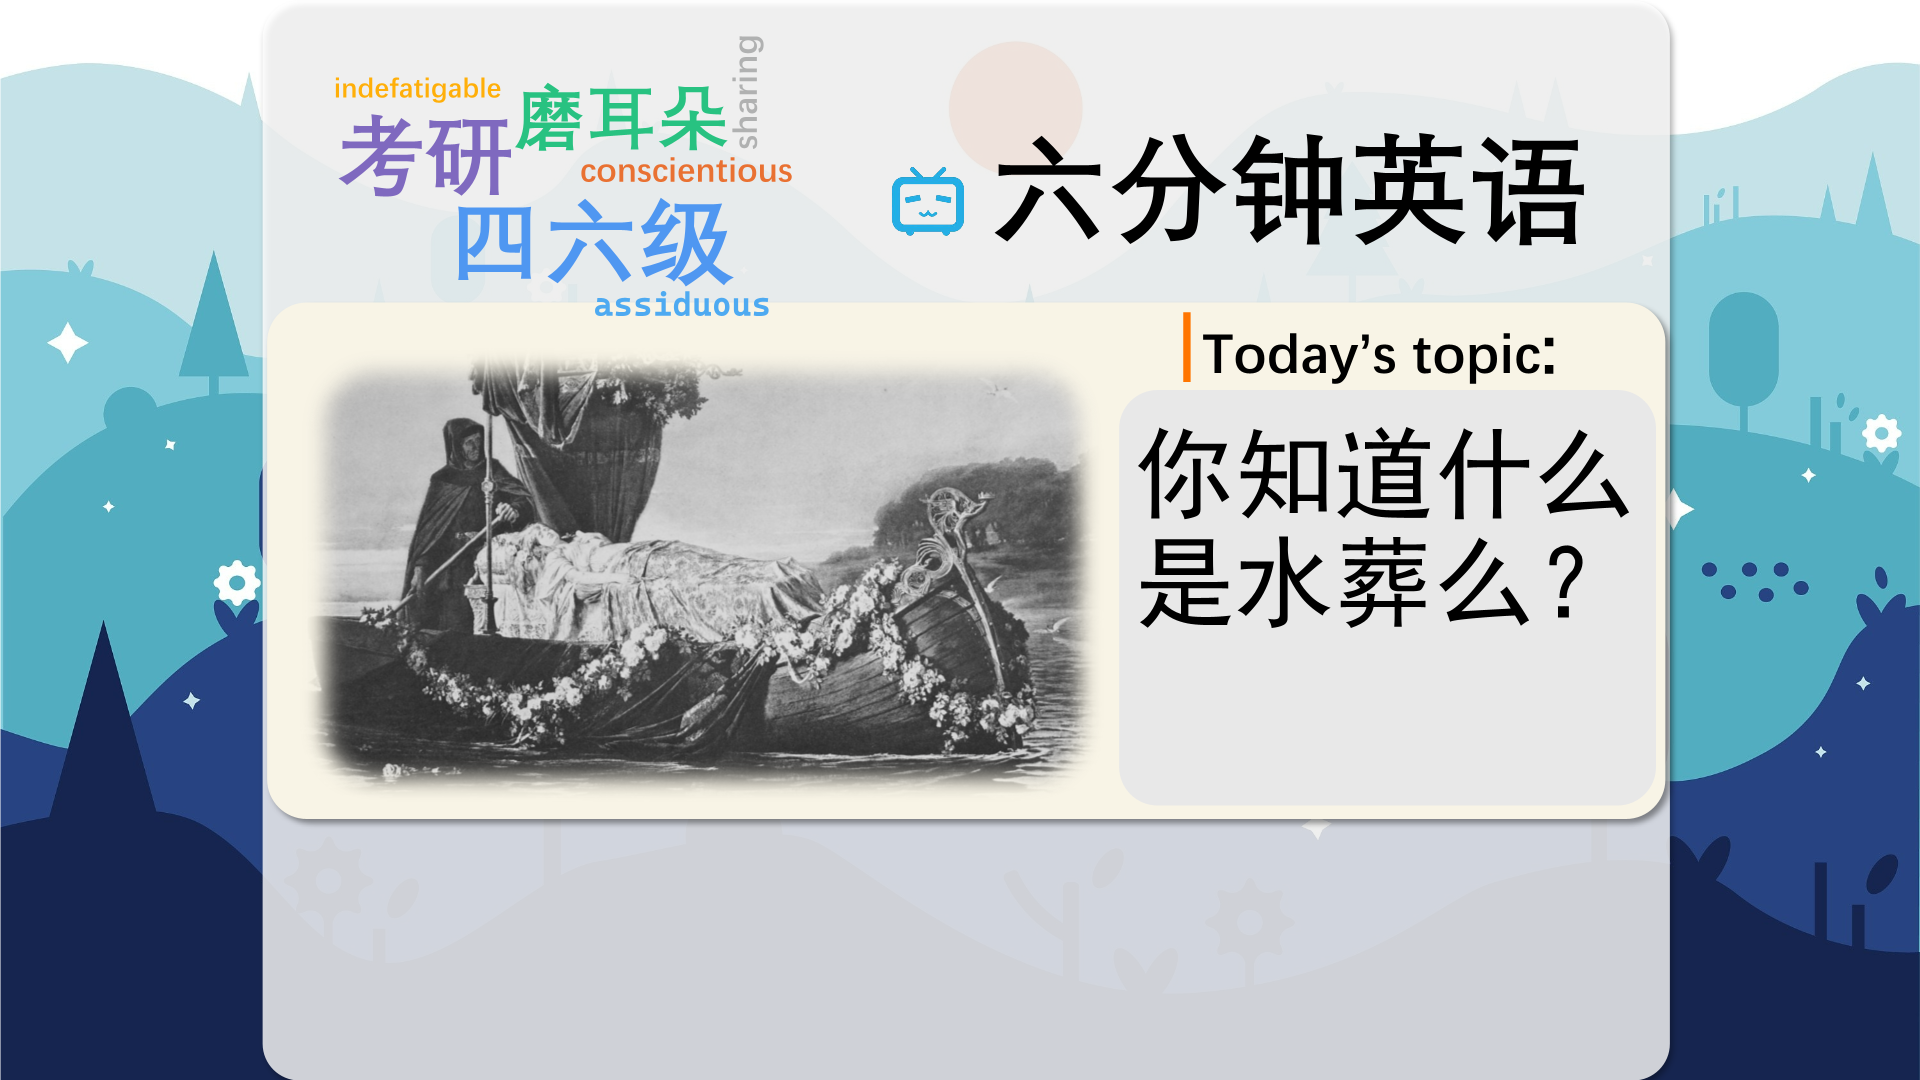 indefatigable
考研
磨耳朵
sharing
conscientious
四六级
assiduous
六分钟英语
Today’s topic:
你知道什么
是水葬么？